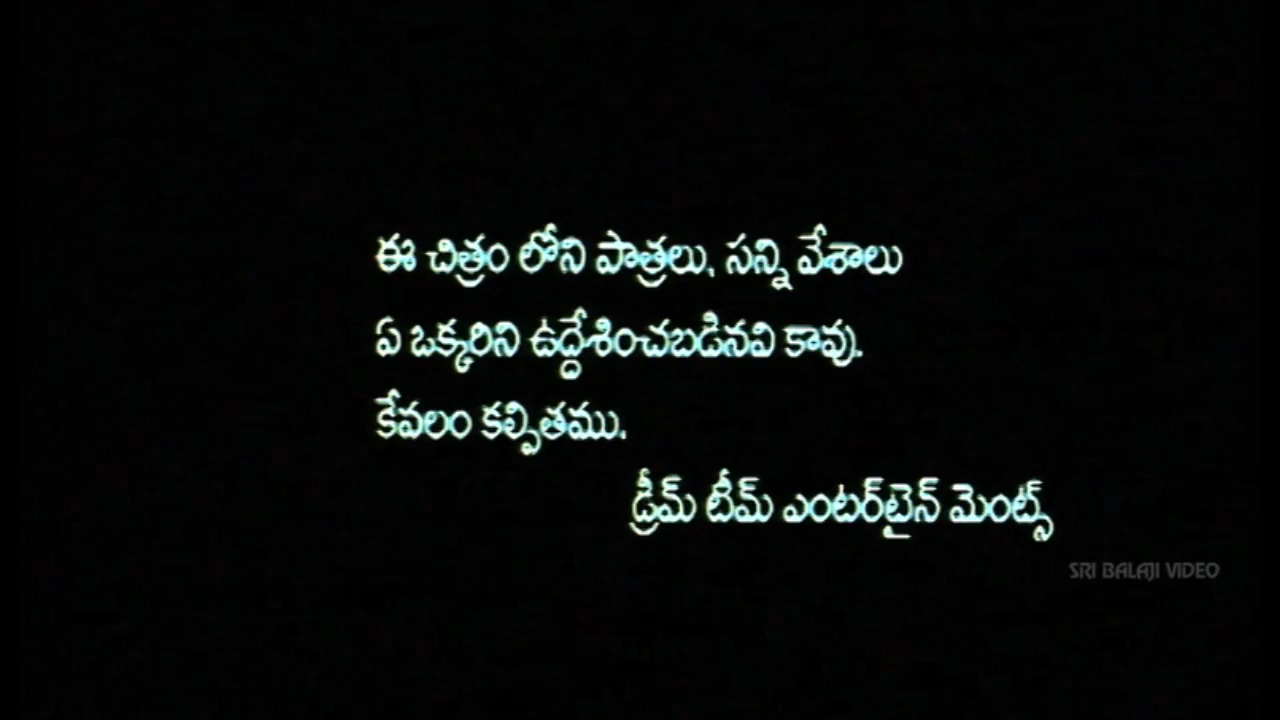 ఈ చిత్రం లోని పాత్రలు, సన్ని వేశాలు
ఏ ఒక్కరిని ఉద్దేశించబడినవి కావు.
కేవలం కల్పితము.
డ్రీమ్ టీమ్ ఎంటర్‌టైన్ మెంట్స్
SRI BALAJI VIDEO